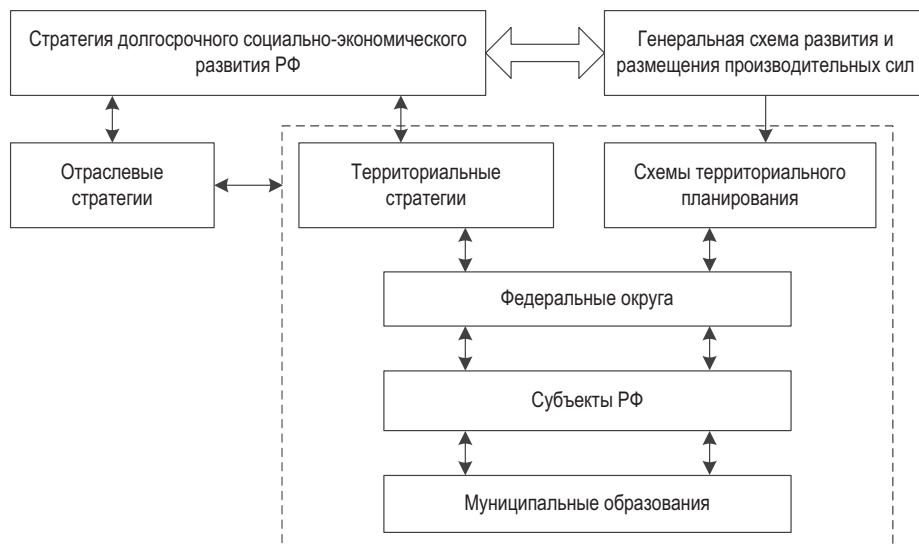 Стратегия долгосрочного социально-экономического
развития РФ
Генеральная схема развития и
размещения производительных сил
Отраслевые
стратегии
Территориальные
стратегии
Схемы территориального
планирования
Федеральные округа
Субъекты РФ
Муниципальные образования